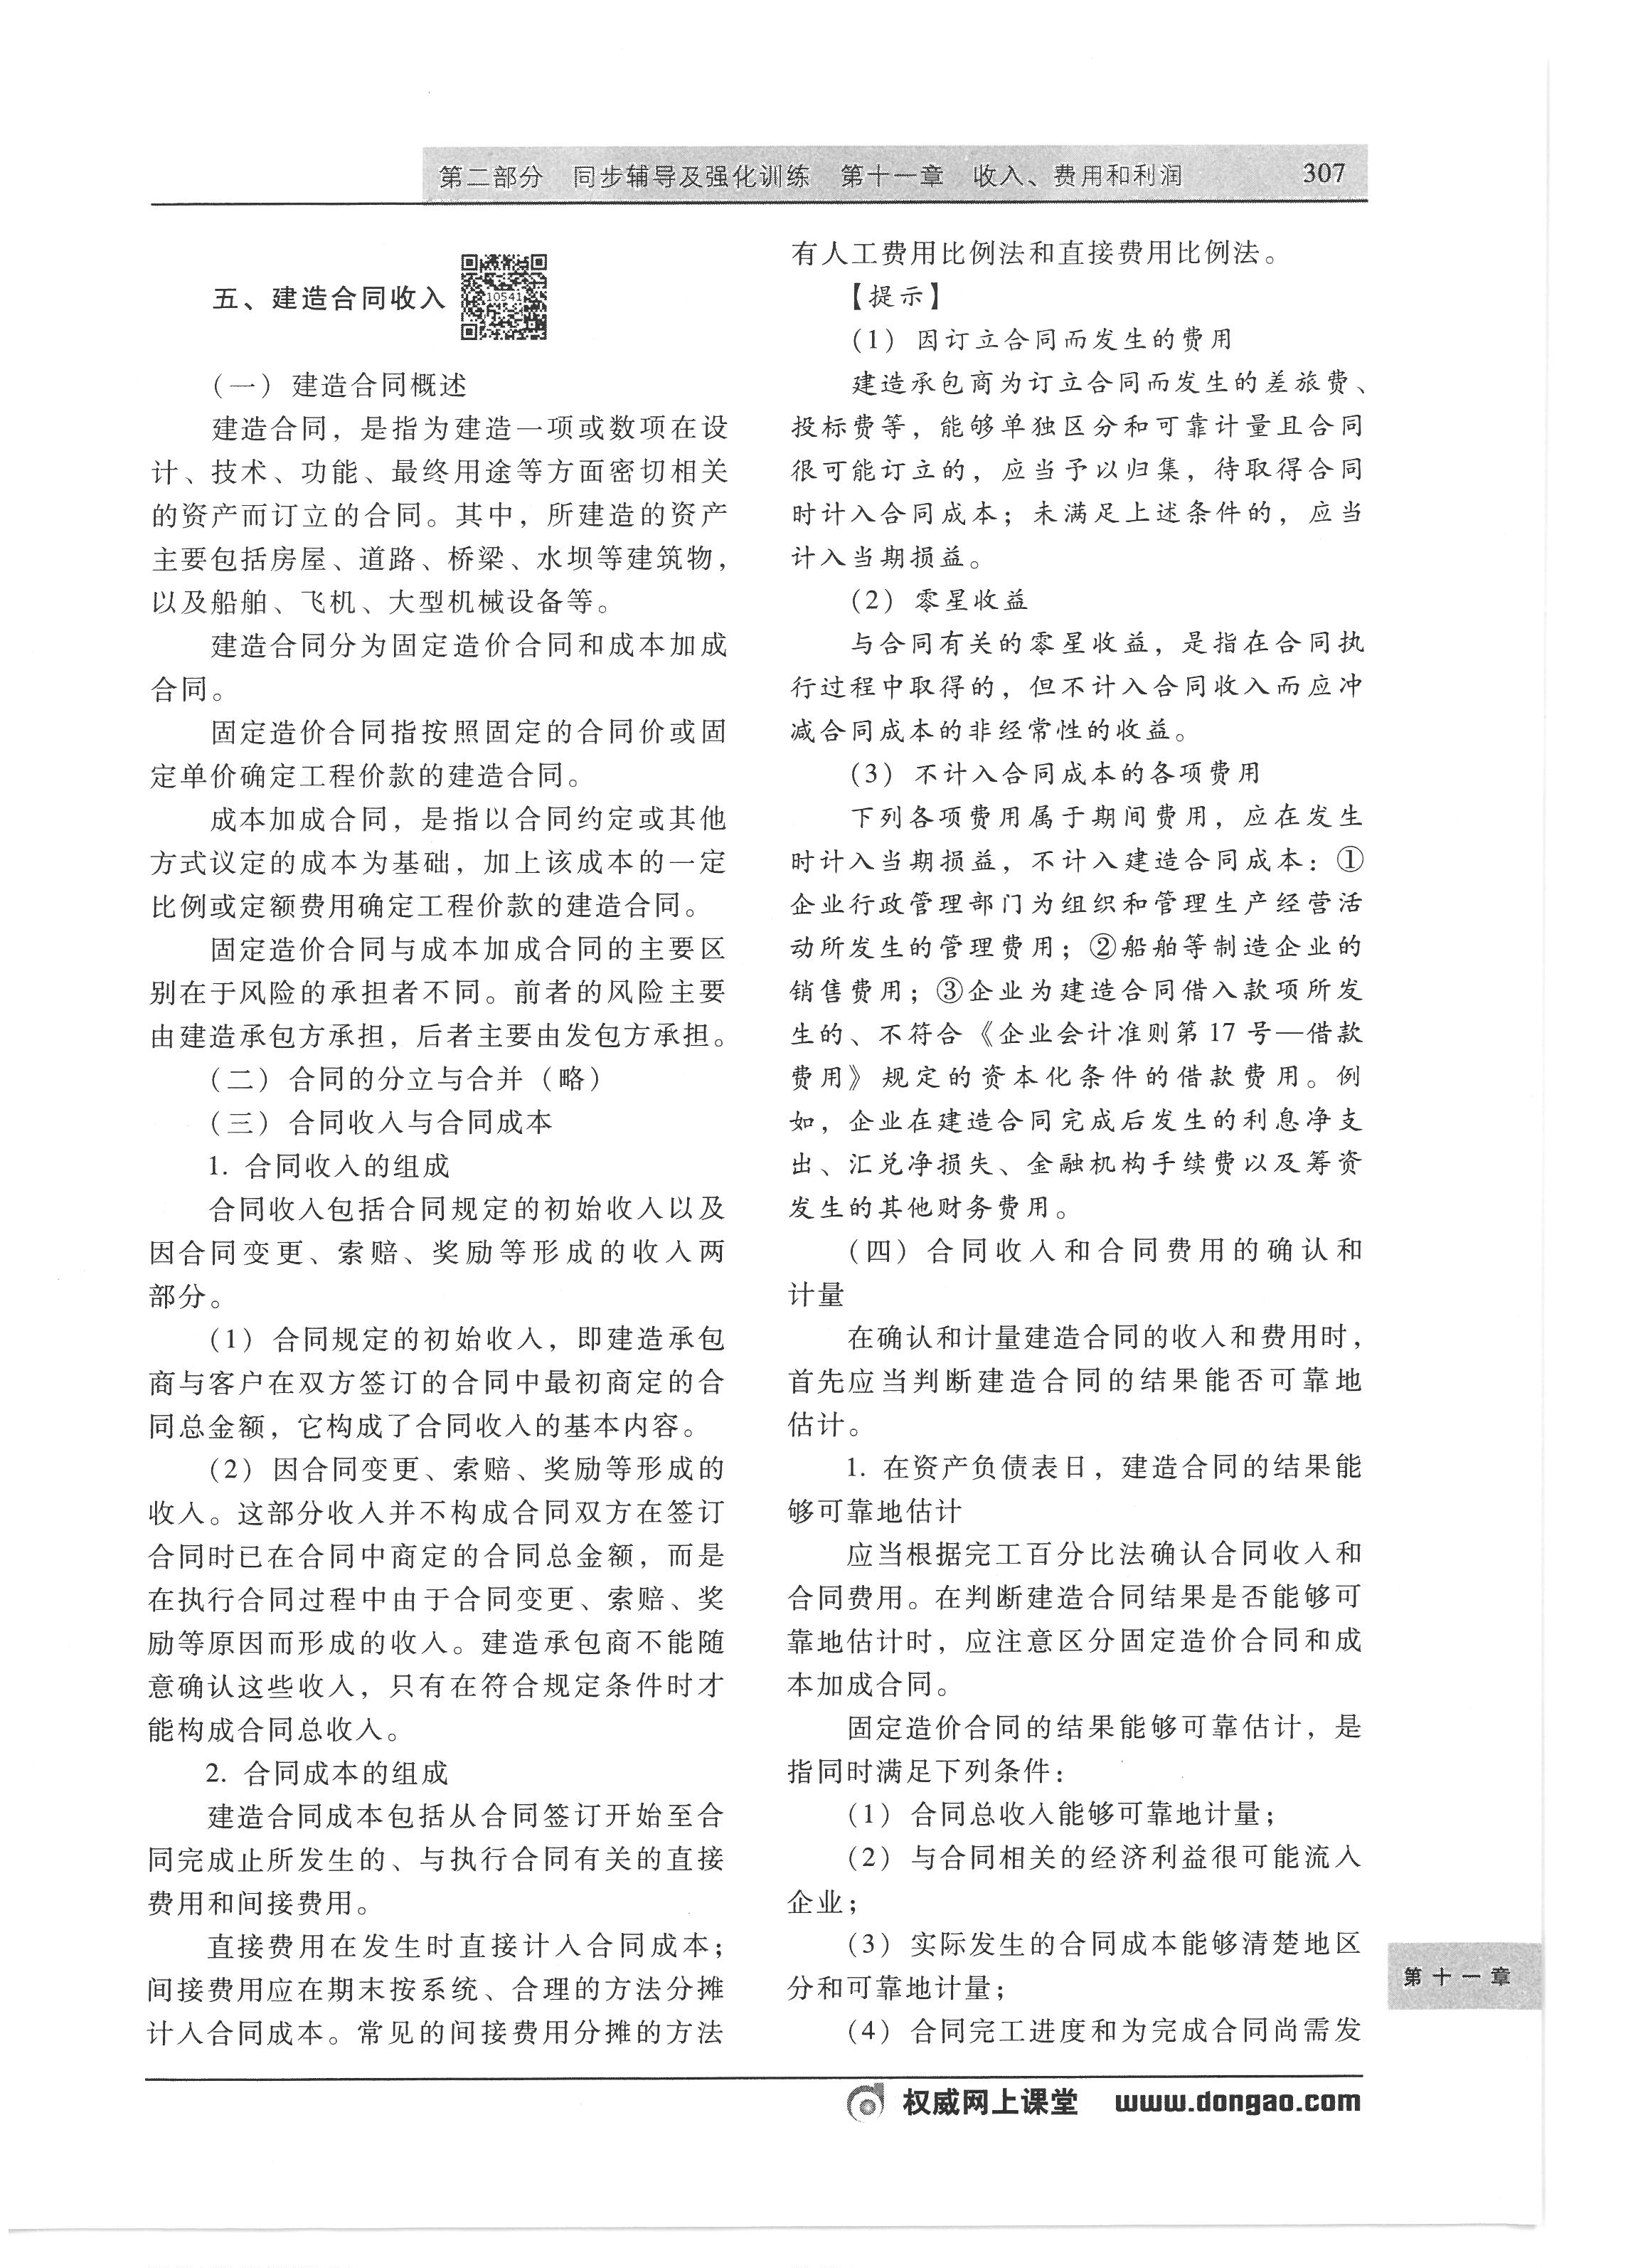 第二部分 同步辅导及强化训练 第十一章 收入、费用和利润 307
五、建造合同收入
10541
(一) 建造合同概述
建造合同，是指为建造一项或数项在设
计、技术、功能、最终用途等方面密切相关
的资产而订立的合同。其中，所建造的资产
主要包括房屋、道路、桥梁、水坝等建筑物，
以及船舶、飞机、大型机械设备等。
建造合同分为固定造价合同和成本加成
合同。
固定造价合同指按照固定的合同价或固
定单价确定工程价款的建造合同。
成本加成合同，是指以合同约定或其他
方式议定的成本为基础，加上该成本的一定
比例或定额费用确定工程价款的建造合同。
固定造价合同与成本加成合同的主要区
别在于风险的承担者不同。前者的风险主要
由建造承包方承担，后者主要由发包方承担。
(二) 合同的分立与合并（略）
(三) 合同收入与合同成本
1. 合同收入的组成
合同收入包括合同规定的初始收入以及
因合同变更、索赔、奖励等形成的收入两
部分。
(1) 合同规定的初始收入，即建造承包
商与客户在双方签订的合同中最初商定的合
同总金额，它构成了合同收入的基本内容。
(2) 因合同变更、索赔、奖励等形成的
收入。这部分收入并不构成合同双方在签订
合同时已在合同中商定的合同总金额，而是
在执行合同过程中由于合同变更、索赔、奖
励等原因而形成的收入。建造承包商不能随
意确认这些收入，只有在符合规定条件时才
能构成合同总收入。
2. 合同成本的组成
建造合同成本包括从合同签订开始至合
同完成止所发生的、与执行合同有关的直接
费用和间接费用。
直接费用在发生时直接计入合同成本；
间接费用应在期末按系统、合理的方法分摊
计入合同成本。常见的间接费用分摊的方法
有人工费用比例法和直接费用比例法。
【提示】
(1) 因订立合同而发生的费用
建造承包商为订立合同而发生的差旅费、
投标费等，能够单独区分和可靠计量且合同
很可能订立的，应当予以归集，待取得合同
时计入合同成本；未满足上述条件的，应当
计入当期损益。
(2) 零星收益
与合同有关的零星收益，是指在合同执
行过程中取得的，但不计入合同收入而应冲
减合同成本的非经常性的收益。
(3) 不计入合同成本的各项费用
下列各项费用属于期间费用，应在发生
时计入当期损益，不计入建造合同成本：①
企业行政管理部门为组织和管理生产经营活
动所发生的管理费用；②船舶等制造企业的
销售费用；③企业为建造合同借入款项所发
生的、不符合《企业会计准则第 17 号—借款
费用》规定的资本化条件的借款费用。例
如，企业在建造合同完成后发生的利息净支
出、汇兑净损失、金融机构手续费以及筹资
发生的其他财务费用。
(四) 合同收入和合同费用的确认和
计量
在确认和计量建造合同的收入和费用时，
首先应当判断建造合同的结果能否可靠地
估计。
1. 在资产负债表日，建造合同的结果能
够可靠地估计
应当根据完工百分比法确认合同收入和
合同费用。在判断建造合同结果是否能够可
靠地估计时，应注意区分固定造价合同和成
本加成合同。
固定造价合同的结果能够可靠估计，是
指同时满足下列条件：
(1) 合同总收入能够可靠地计量；
(2) 与合同相关的经济利益很可能流入
企业；
(3) 实际发生的合同成本能够清楚地区
分和可靠地计量；
(4) 合同完工进度和为完成合同尚需发
第十一章
权威网上课堂 www.dongao.com